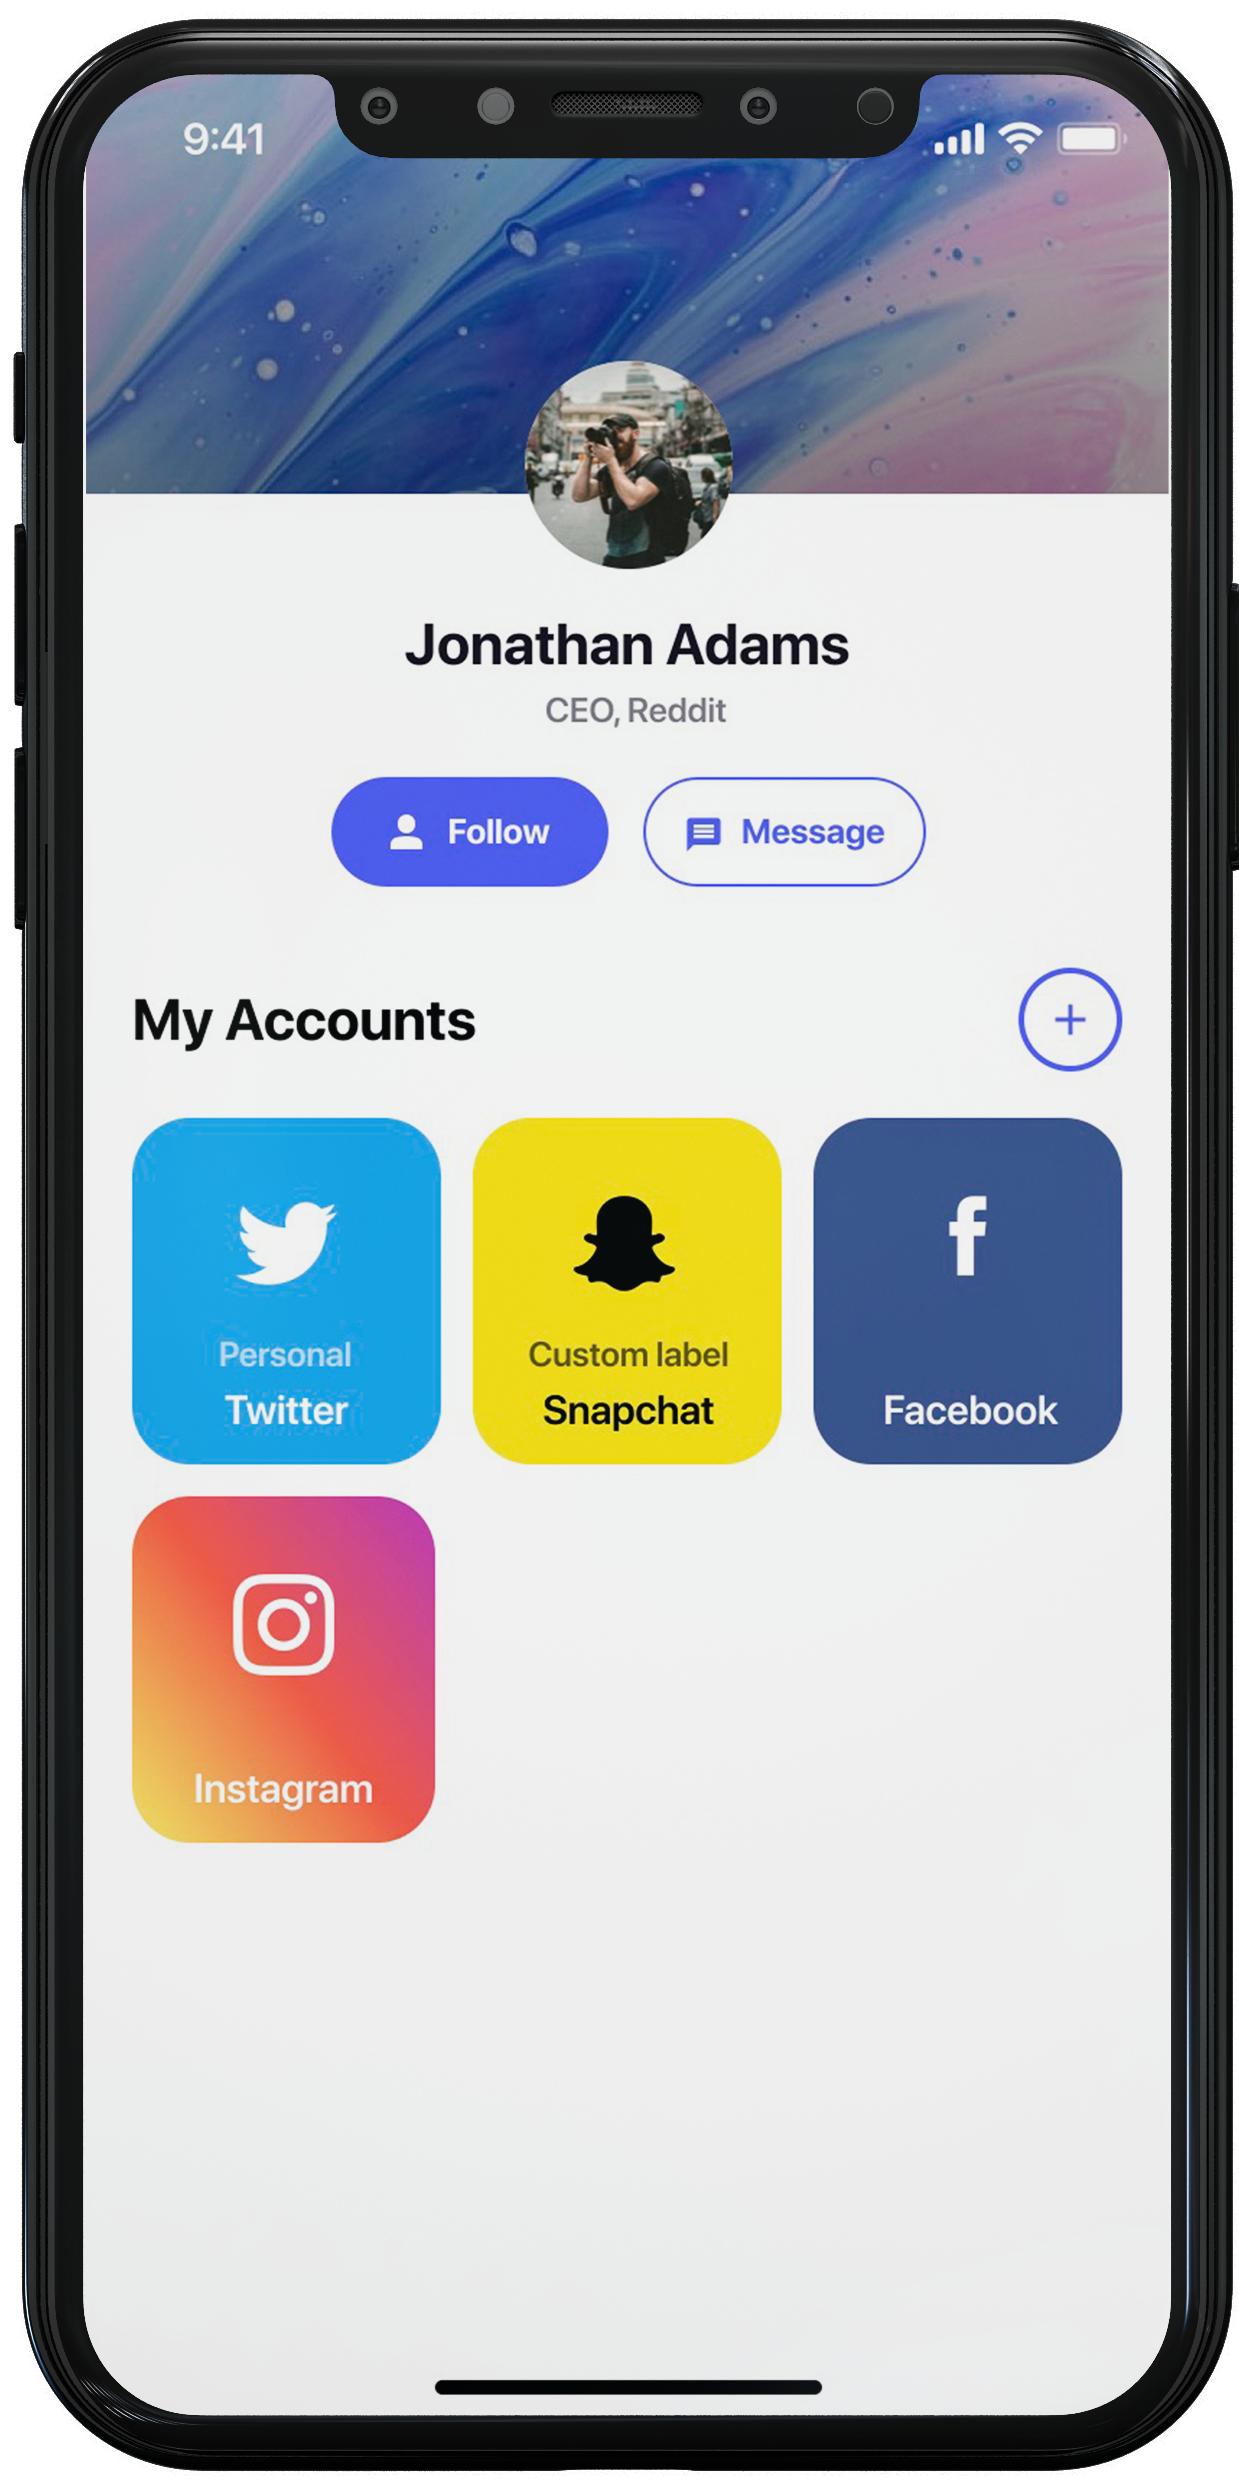 9:41
Jonathan Adams
CEO, Reddit
Follow
Message
My Accounts
Personal
Twitter
Custom label
Snapchat
Facebook
Instagram